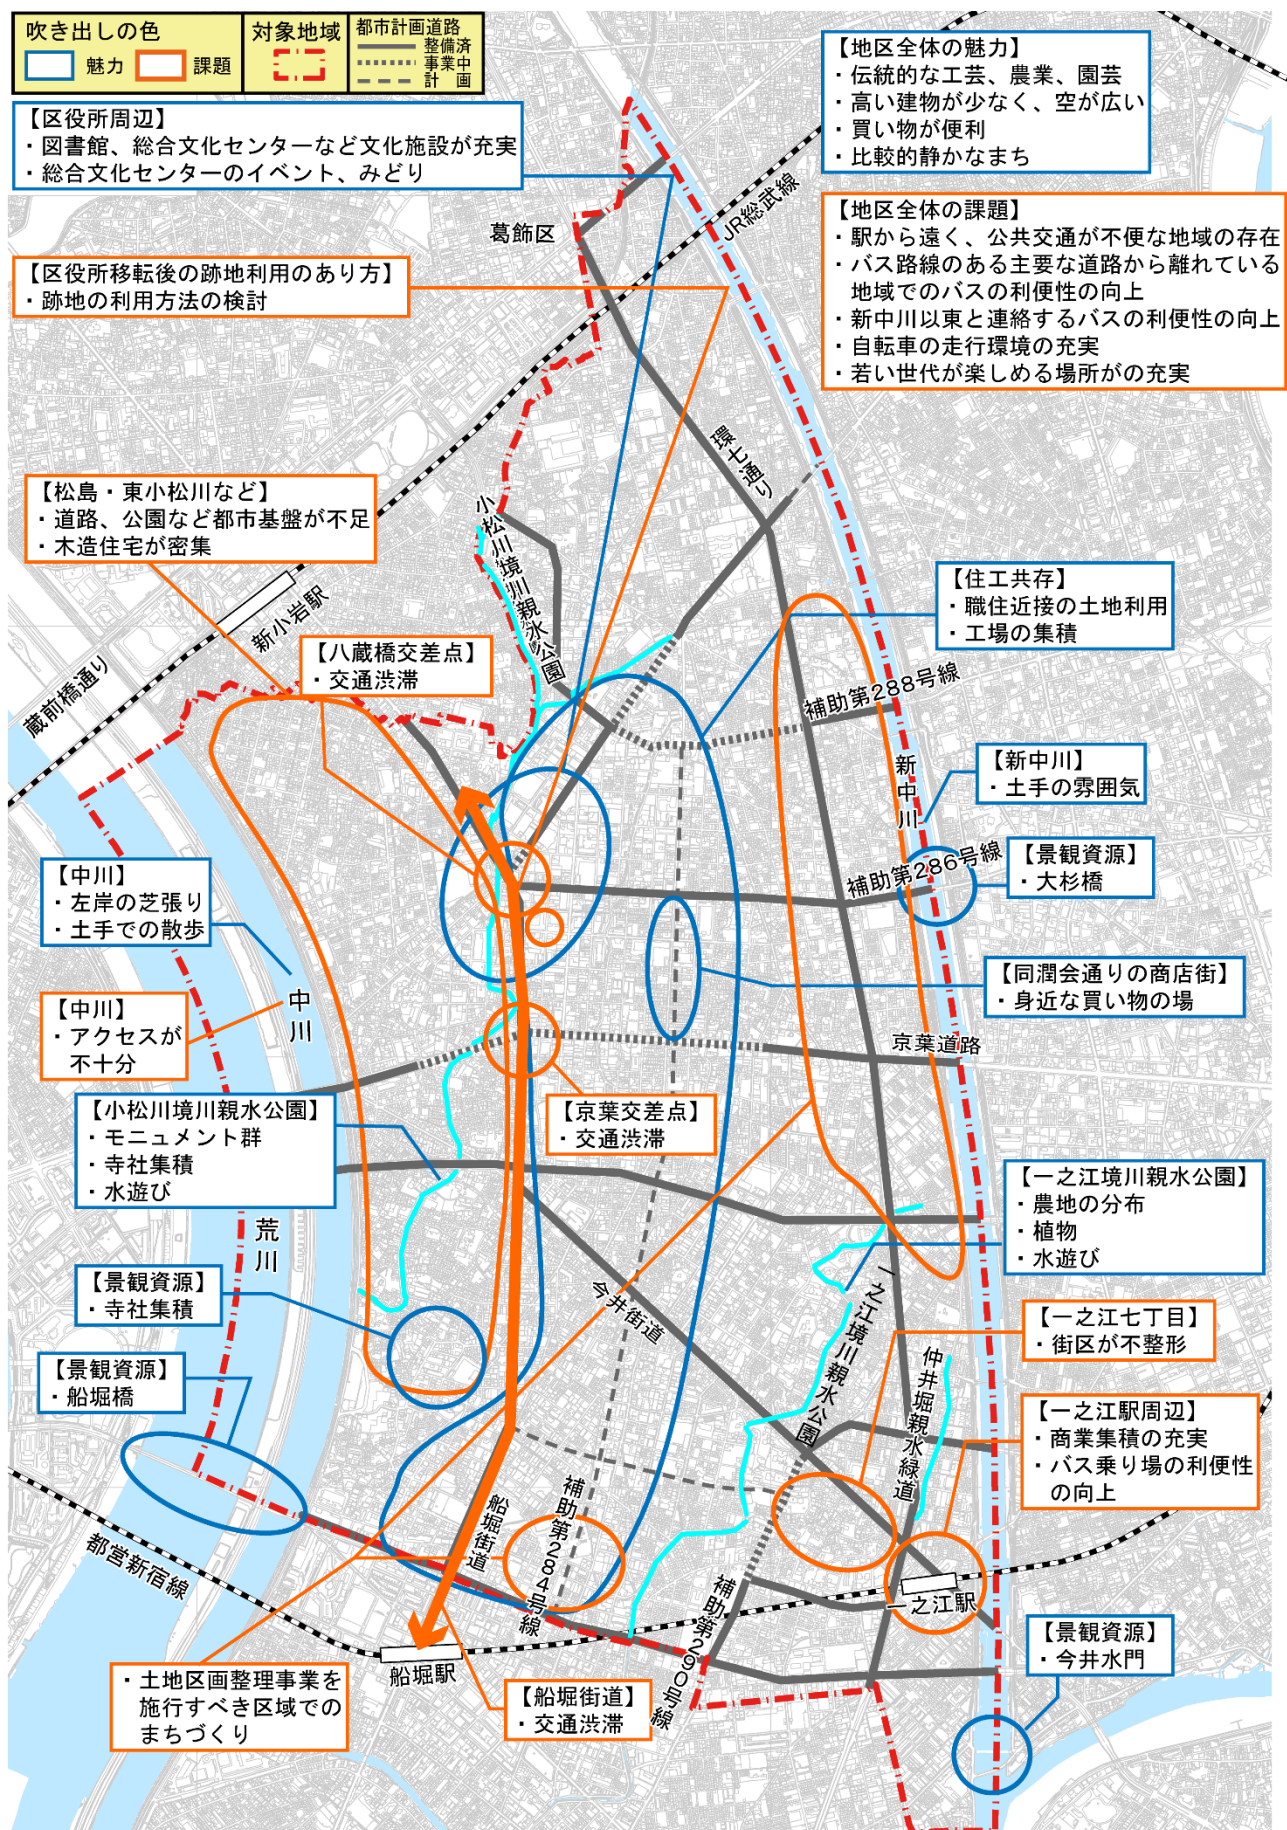 吹き出しの色
魅力
課題
対象地域
都市計画道路
整備済
事業中
計　画
【区役所周辺】
・図書館、総合文化センターなど文化施設が充実
・総合文化センターのイベント、みどり
【地区全体の魅力】
・伝統的な工芸、農業、園芸
・高い建物が少なく、空が広い
・買い物が便利
・比較的静かなまち
【地区全体の課題】
・駅から遠く、公共交通が不便な地域の存在
・バス路線のある主要な道路から離れている
地域でのバスの利便性の向上
・新中川以東と連絡するバスの利便性の向上
・自転車の走行環境の充実
・若い世代が楽しめる場所がの充実
葛飾区
JR総武線
【区役所移転後の跡地利用のあり方】
・跡地の利用方法の検討
環七通り
【松島・東小松川など】
・道路、公園など都市基盤が不足
・木造住宅が密集
小松川境川親水公園
新小岩駅
蔵前橋通り
【八蔵橋交差点】
・交通渋滞
【住工共存】
・職住近接の土地利用
・工場の集積
補助第288号線
新中川
【新中川】
・土手の雰囲気
補助第286号線
【景観資源】
・大杉橋
【中川】
・左岸の芝張り
・土手での散歩
中川
【同潤会通りの商店街】
・身近な買い物の場
【中川】
・アクセスが
不十分
京葉道路
【小松川境川親水公園】
・モニュメント群
・寺社集積
・水遊び
【京葉交差点】
・交通渋滞
【一之江境川親水公園】
・農地の分布
・植物
・水遊び
荒川
【景観資源】
・寺社集積
今井街道
一之江境川親水公園
【一之江七丁目】
・街区が不整形
仲井堀親水緑道
【景観資源】
・船堀橋
【一之江駅周辺】
・商業集積の充実
・バス乗り場の利便性
の向上
都営新宿線
船堀街道
補助第284号線
補助第290号線
一之江駅
船堀駅
【景観資源】
・今井水門
・土地区画整理事業を
施行すべき区域での
まちづくり
【船堀街道】
・交通渋滞